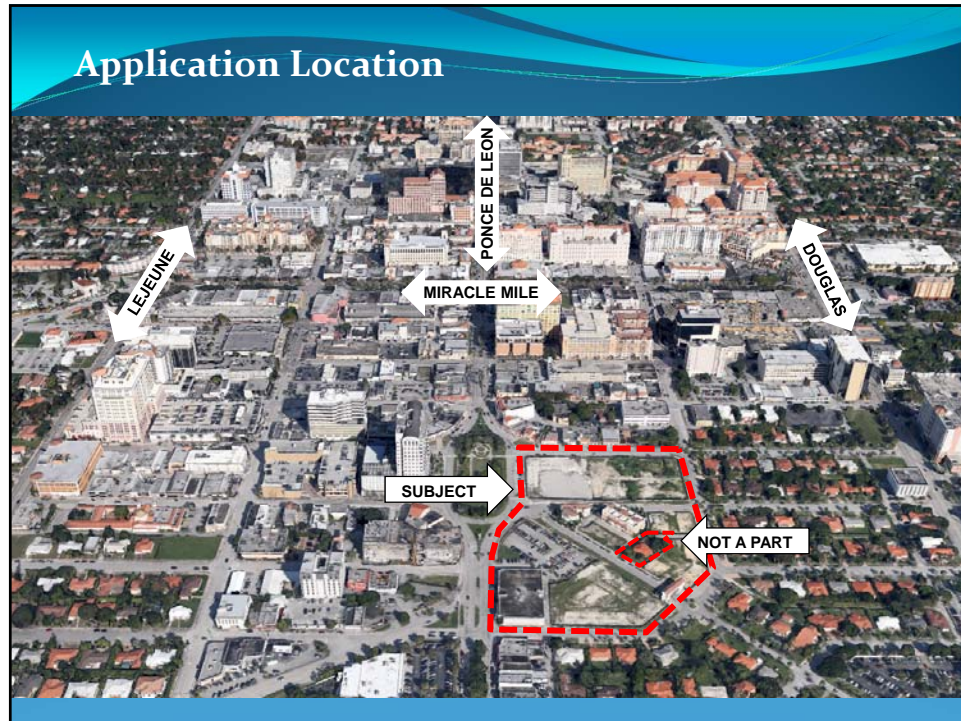 Application Location
PONCE DE LEON
LEJEUNE
MIRACLE MILE
DOUGLAS
SUBJECT
NOT A PART